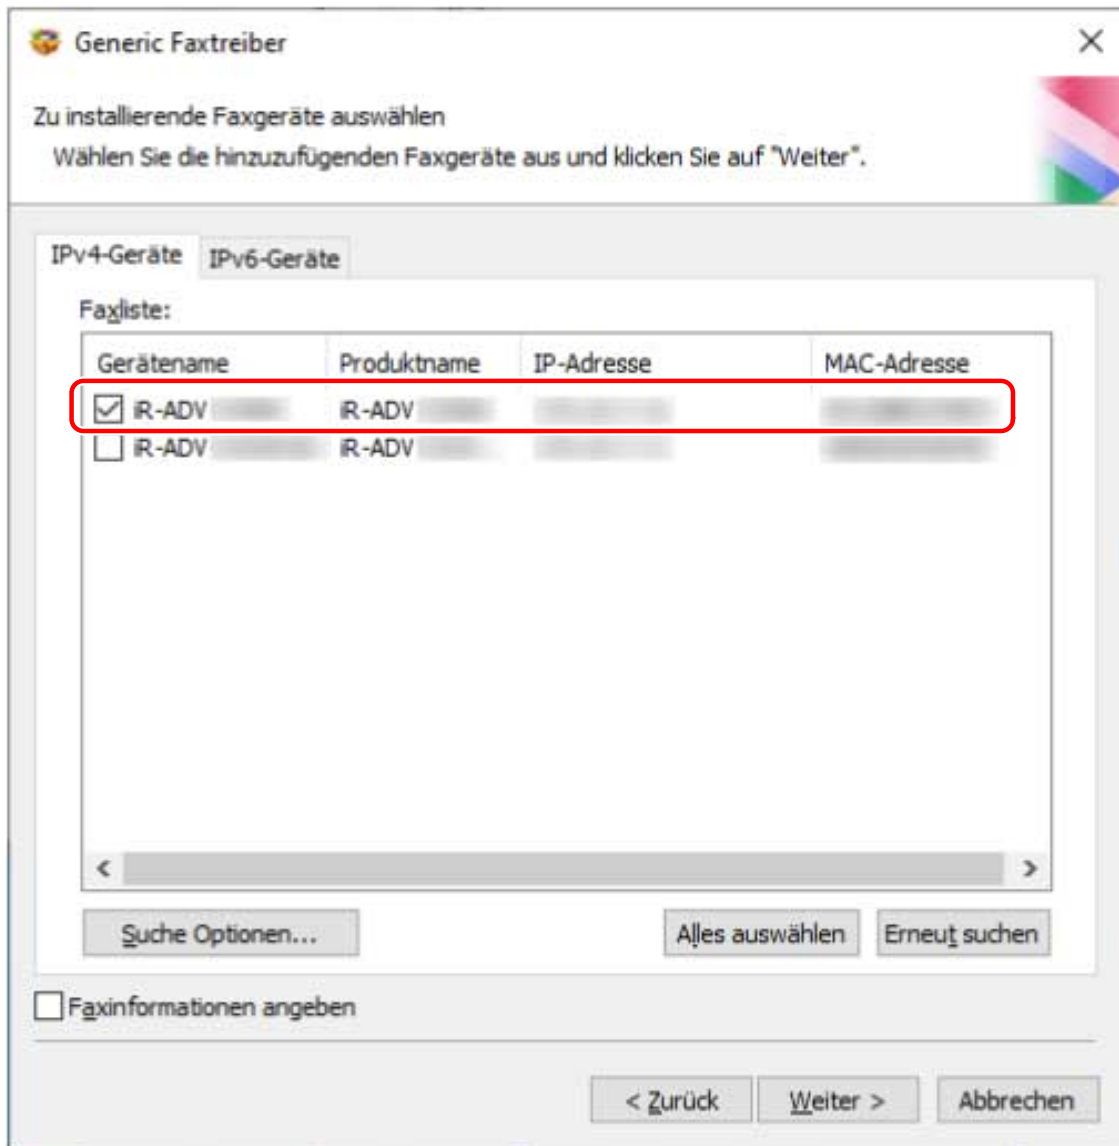 Generic Faxtreiber
Zu installierende Faxgeräte auswählen
Wählen Sie die hinzuzufügenden Faxgeräte aus und klicken Sie auf "Weiter".
IPv4-Geräte IPv6-Geräte
Faxliste:
Gerätename Produktname IP-Adresse MAC-Adresse
iR-ADV iR-ADV
iR-ADV iR-ADV
Suche Optionen... Alles auswählen Erneut suchen
Faxinformationen angeben
< Zurück Weiter > Abbrechen